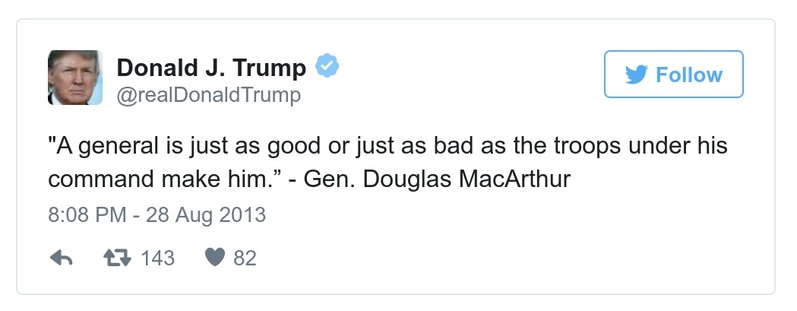 Donald J. Trump
@realDonaldTrump
Follow
"A general is just as good or just as bad as the troops under his
command make him.” - Gen. Douglas MacArthur
8:08 PM - 28 Aug 2013
143 82